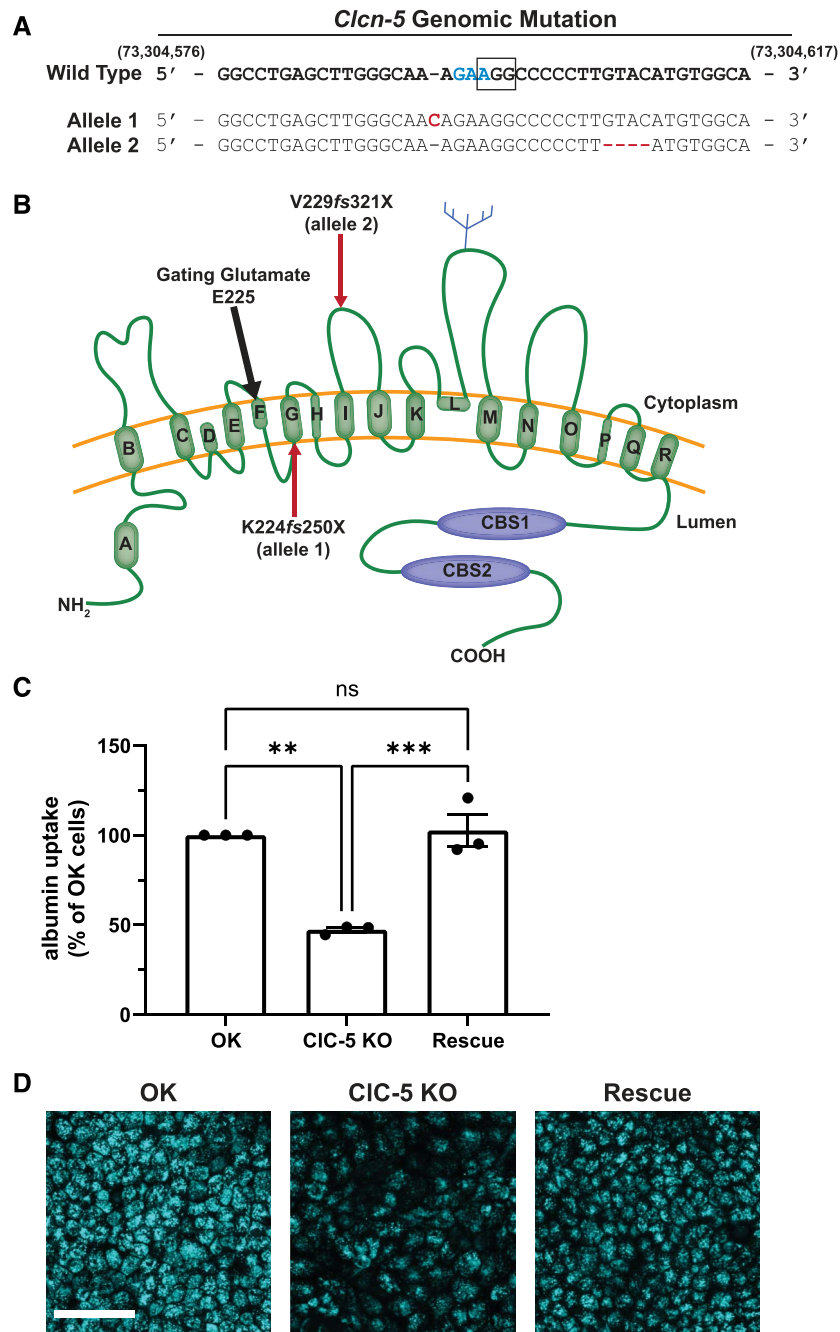 A
Clcn-5 Genomic Mutation
(73,304,576) (73,304,617)
Wild Type 5′ – GGCCTGAGCTTGGGCAA-AGAAGGCCCCCTTGTACATGTGGCA – 3′
Allele 1 5′ – GGCCTGAGCTTGGGCAACAGAAGGCCCCCTTGTACATGTGGCA – 3′
Allele 2 5′ – GGCCTGAGCTTGGGCAA-AGAAGGCCCCCTT----ATGTGGCA – 3′
B
V229fs321X
(allele 2)
Gating Glutamate
E225
A B C D E F G H I J K L M N O P Q R
Cytoplasm
Lumen
K224fs250X
(allele 1)
CBS1
CBS2
NH2
COOH
C
ns
** ***
albumin uptake
(% of OK cells)
150
100
50
0
OK ClC-5 KO Rescue
D
OK ClC-5 KO Rescue